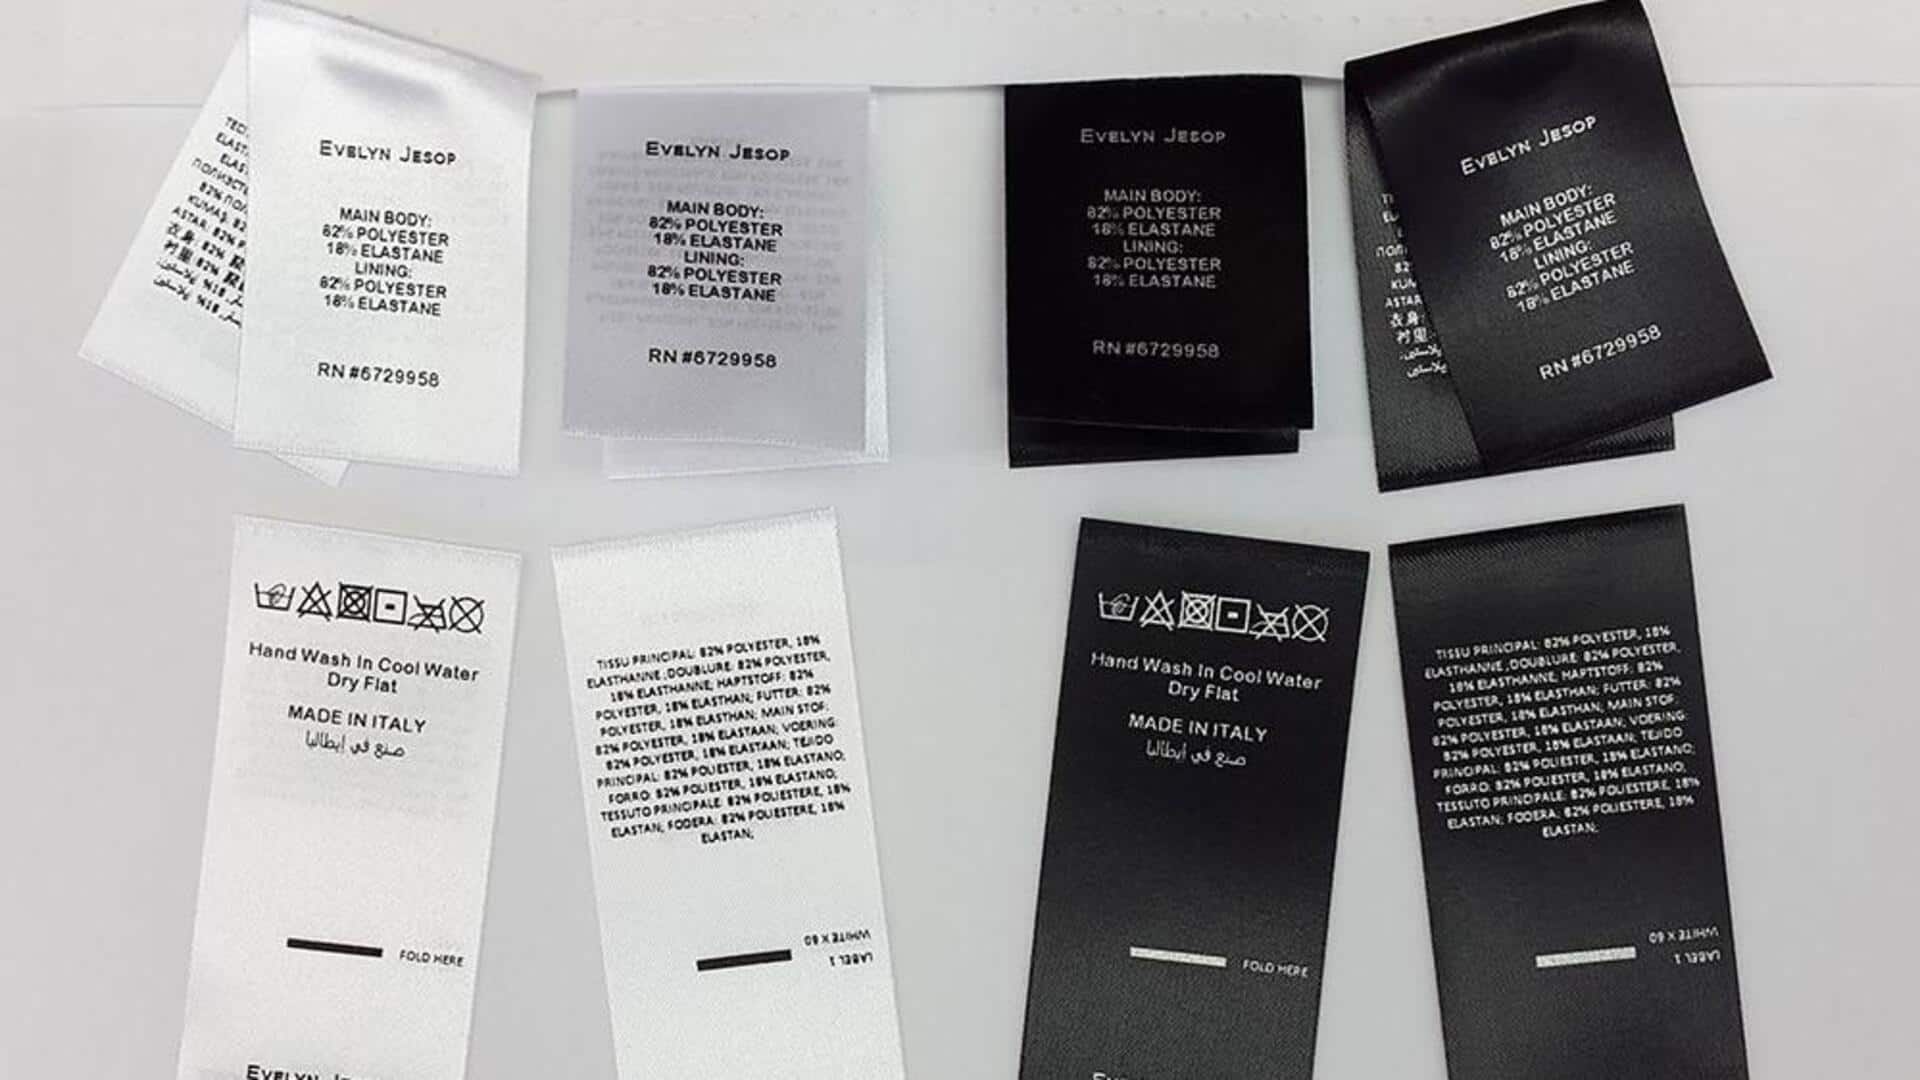 EVELYN JESOP
MAIN BODY:
82% POLYESTER
18% ELASTANE
LINING:
82% POLYESTER
18% ELASTANE
RN #6729958
EVELYN JESOP
MAIN BODY:
82% POLYESTER
18% ELASTANE
LINING:
82% POLYESTER
18% ELASTANE
RN #6729958
EVELYN JESOP
MAIN BODY:
82% POLYESTER
18% ELASTANE
LINING:
82% POLYESTER
18% ELASTANE
RN #6729958
EVELYN JESOP
MAIN BODY:
82% POLYESTER
18% ELASTANE
LINING:
82% POLYESTER
18% ELASTANE
RN #6729958
Hand Wash In Cool Water
Dry Flat
MADE IN ITALY
صنع في إيطاليا
FOLD HERE
EVELYN
TISSU PRINCIPAL: 82% POLYESTER, 18%
ELASTHANNE ,DOUBLURE: 82% POLYESTER,
18% ELASTHANNE; HAPTSTOFF: 82%
POLYESTER, 18% ELASTHAN; FUTTER: 82%
POLYESTER, 18% ELASTHAN; MAIN STOF:
82% POLYESTER, 18% ELASTAAN; VOERING:
82% POLYESTER, 18% ELASTAAN; TEJIDO
PRINCIPAL: 82% POLIESTER, 18% ELASTANO;
FORRO: 82% POLIESTER, 18% ELASTANO;
TESSUTO PRINCIPALE: 82% POLIESTERE, 18%
ELASTAN; FODERA: 82% POLIESTERE, 18%
ELASTAN;
LABEL 1
WHITE X 60
Hand Wash In Cool Water
Dry Flat
MADE IN ITALY
صنع في إيطاليا
FOLD HERE
TISSU PRINCIPAL: 82% POLYESTER, 18%
ELASTHANNE ,DOUBLURE: 82% POLYESTER,
18% ELASTHANNE; HAPTSTOFF: 82%
POLYESTER, 18% ELASTHAN; FUTTER: 82%
POLYESTER, 18% ELASTHAN; MAIN STOF:
82% POLYESTER, 18% ELASTAAN; VOERING:
82% POLYESTER, 18% ELASTAAN; TEJIDO
PRINCIPAL: 82% POLIESTER, 18% ELASTANO;
FORRO: 82% POLIESTER, 18% ELASTANO;
TESSUTO PRINCIPALE: 82% POLIESTERE, 18%
ELASTAN; FODERA: 82% POLIESTERE, 18%
ELASTAN;
LABEL 1
WHITE X 60